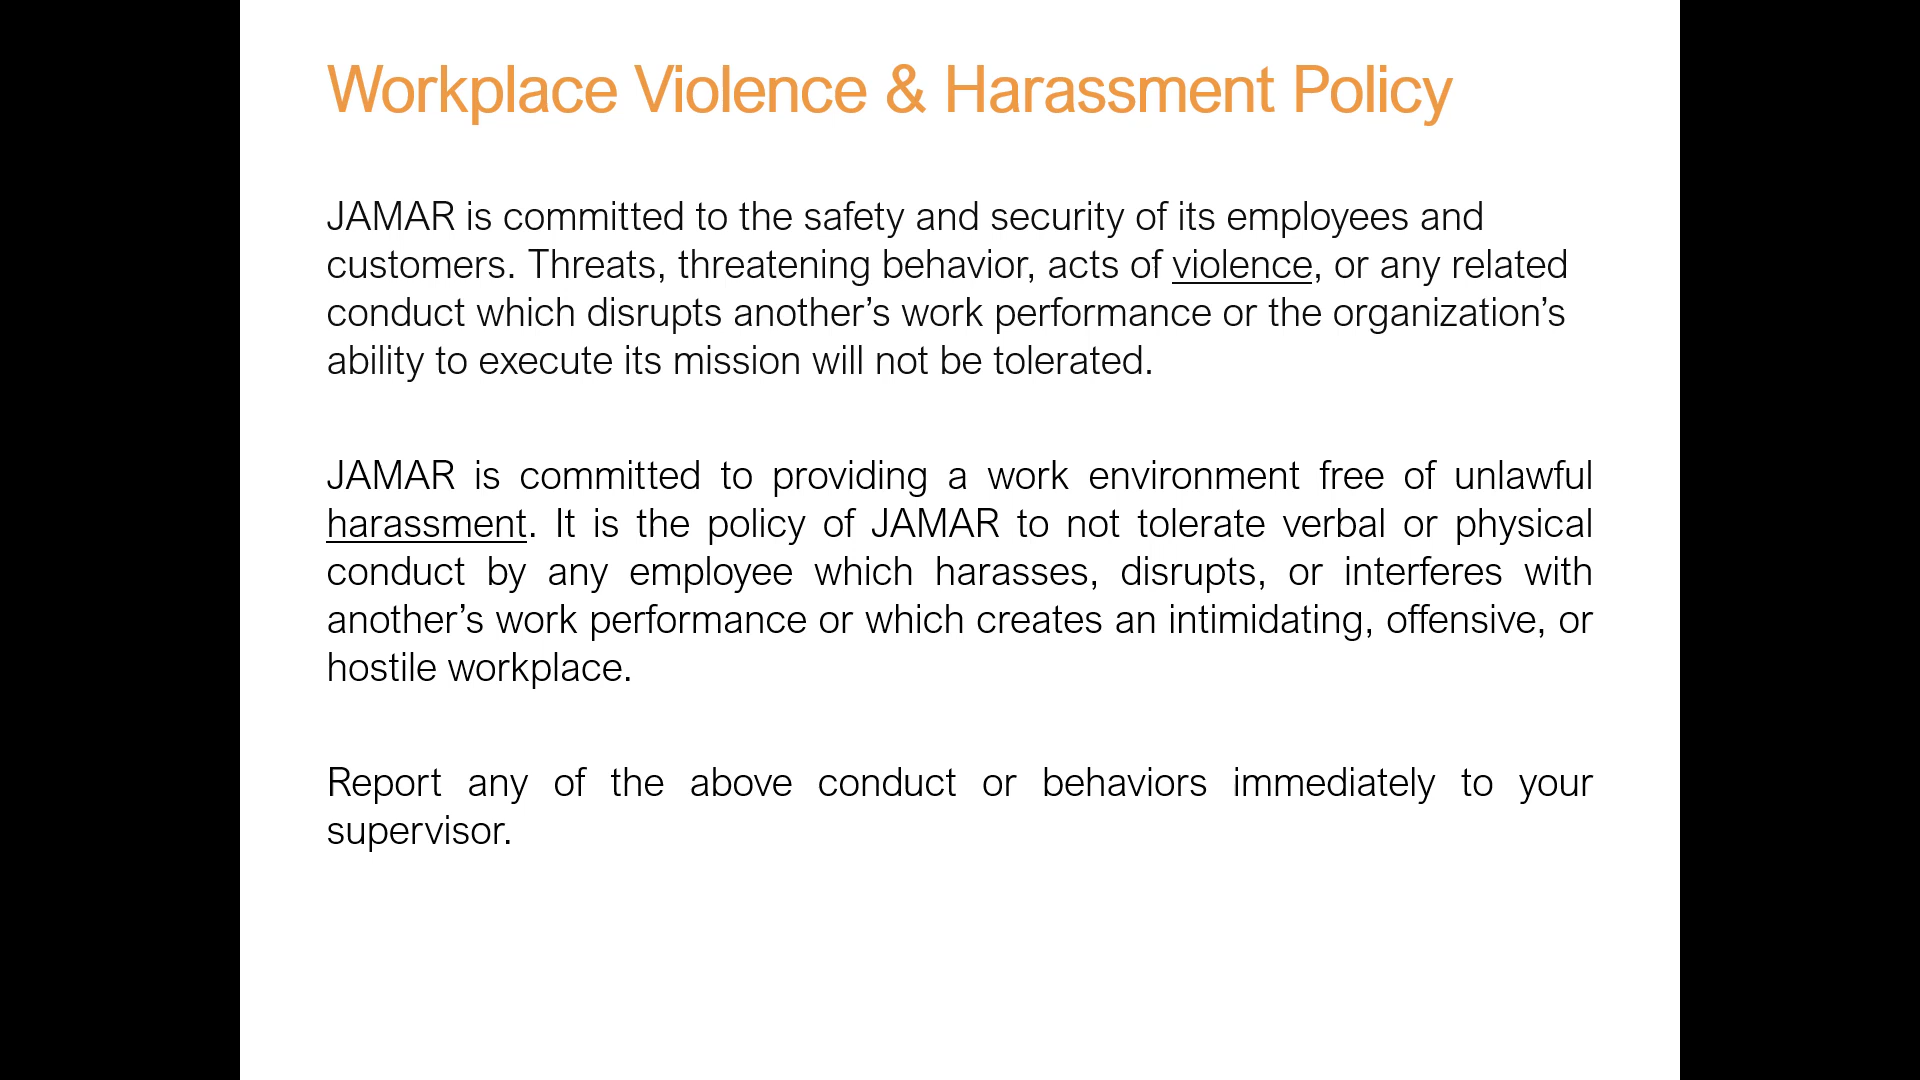 Workplace Violence & Harassment Policy
JAMAR is committed to the safety and security of its employees and
customers. Threats, threatening behavior, acts of violence, or any related
conduct which disrupts another’s work performance or the organization’s
ability to execute its mission will not be tolerated.
JAMAR is committed to providing a work environment free of unlawful
harassment. It is the policy of JAMAR to not tolerate verbal or physical
conduct by any employee which harasses, disrupts, or interferes with
another’s work performance or which creates an intimidating, offensive, or
hostile workplace.
Report any of the above conduct or behaviors immediately to your
supervisor.